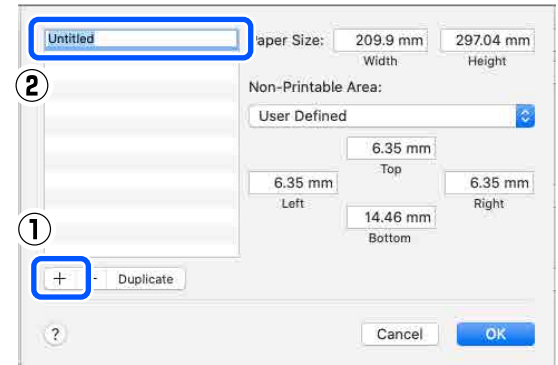 Untitled
Paper Size: 209.9 mm 297.04 mm
Width Height
②
Non-Printable Area:
User Defined
6.35 mm
Top
6.35 mm 6.35 mm
Left Right
14.46 mm
Bottom
①
+ - Duplicate
? Cancel OK